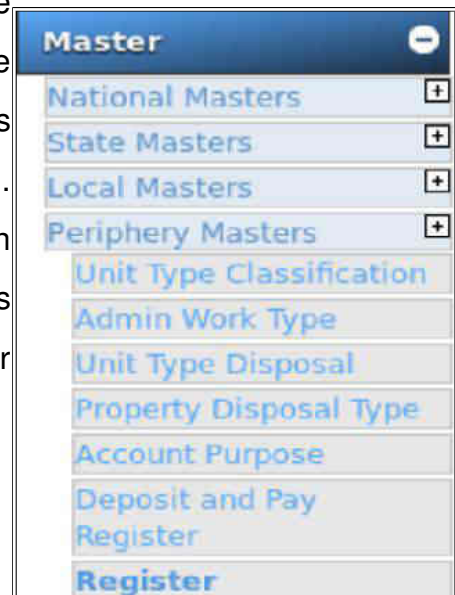 Master
National Masters
State Masters
Local Masters
Periphery Masters
Unit Type Classification
Admin Work Type
Unit Type Disposal
Property Disposal Type
Account Purpose
Deposit and Pay
Register
Register